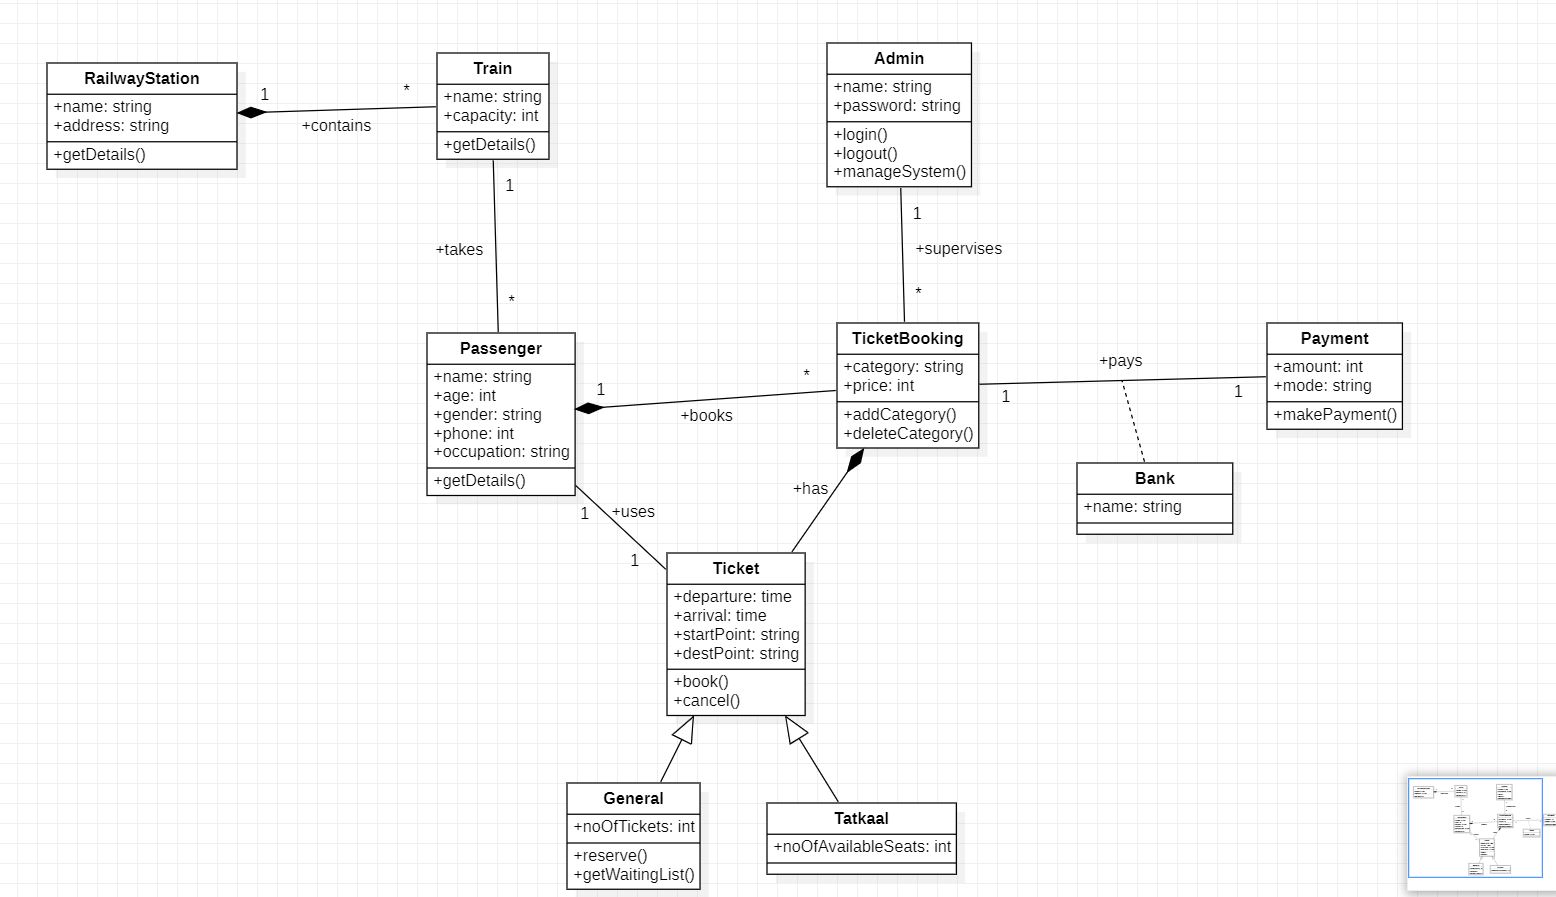 RailwayStation
+name: string
+address: string
+getDetails()
1
*
+contains
Train
+name: string
+capacity: int
+getDetails()
Admin
+name: string
+password: string
+login()
+logout()
+manageSystem()
1
+takes
*
1
+supervises
*
Passenger
+name: string
+age: int
+gender: string
+phone: int
+occupation: string
+getDetails()
1
*
+books
TicketBooking
+category: string
+price: int
+addCategory()
+deleteCategory()
+pays
1
1
Payment
+amount: int
+mode: string
+makePayment()
Bank
+name: string
+has
+uses
1
1
Ticket
+departure: time
+arrival: time
+startPoint: string
+destPoint: string
+book()
+cancel()
General
+noOfTickets: int
+reserve()
+getWaitingList()
Tatkaal
+noOfAvailableSeats: int